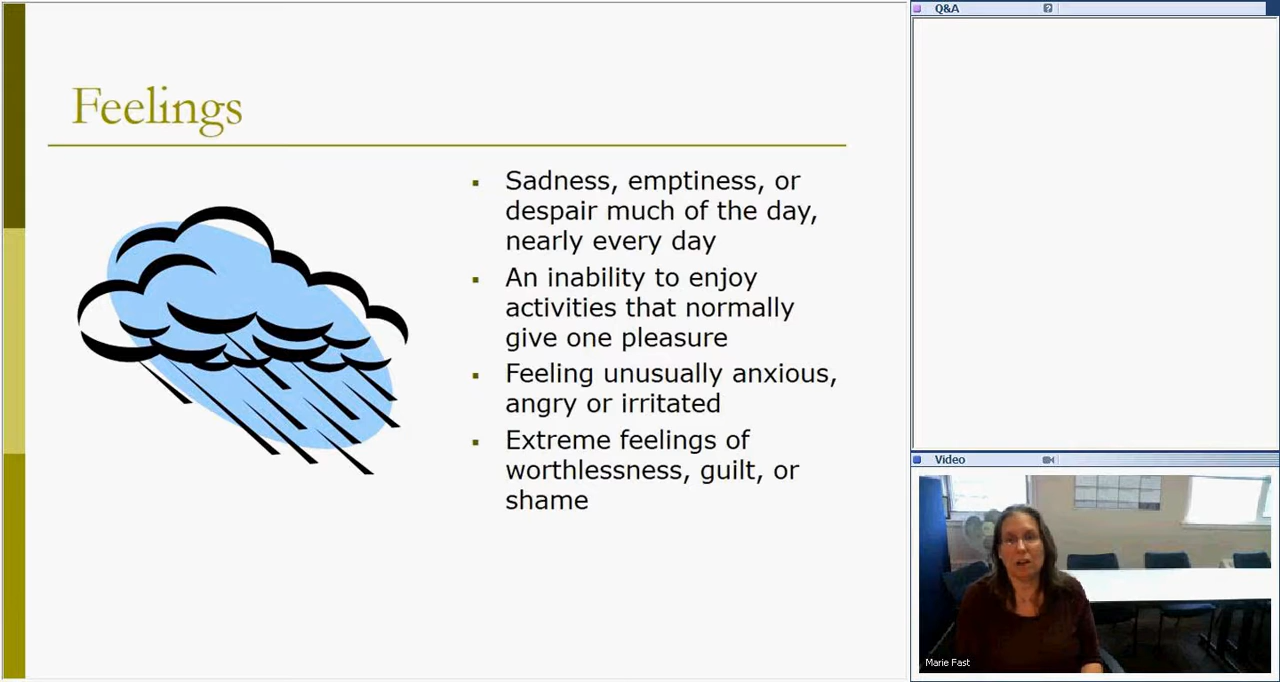 Feelings
Sadness, emptiness, or
despair much of the day,
nearly every day
An inability to enjoy
activities that normally
give one pleasure
Feeling unusually anxious,
angry or irritated
Extreme feelings of
worthlessness, guilt, or
shame
Q&A
?
Video
Marie Fast